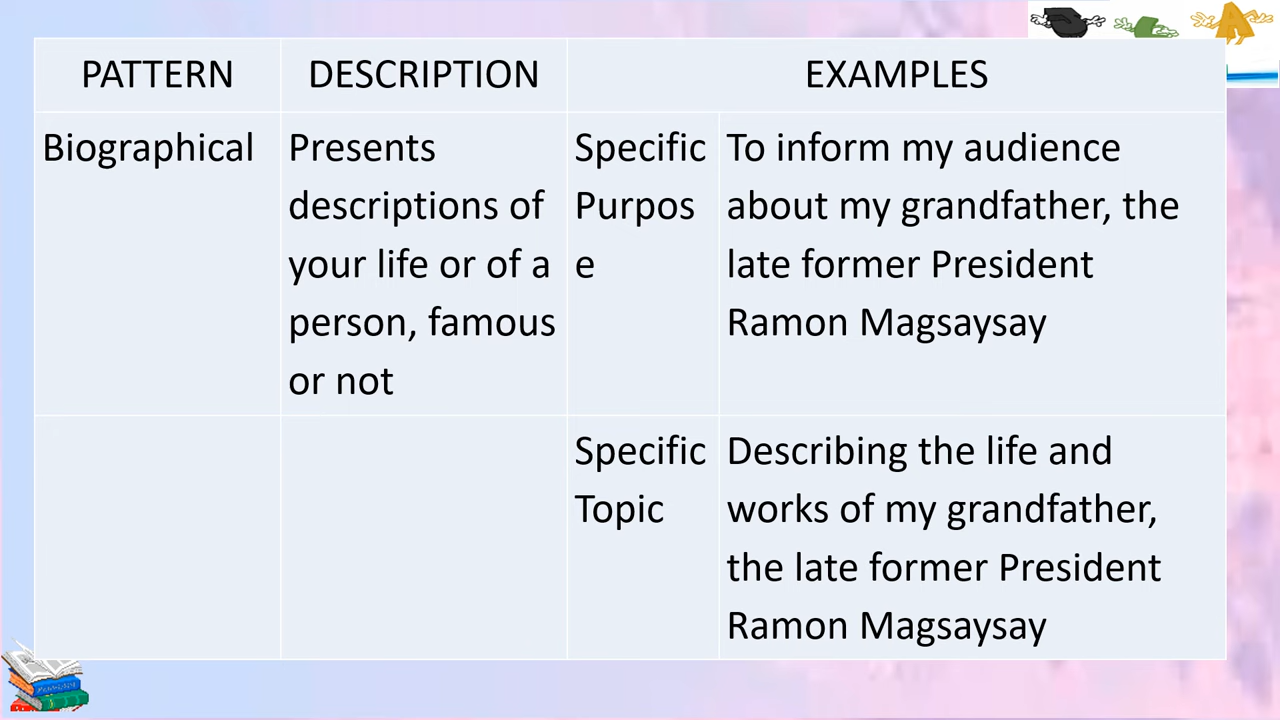 PATTERN DESCRIPTION EXAMPLES
Biographical
Presents
descriptions of
your life or of a
person, famous
or not
Specific
Purpos
e
To inform my audience
about my grandfather, the
late former President
Ramon Magsaysay
Specific
Topic
Describing the life and
works of my grandfather,
the late former President
Ramon Magsaysay